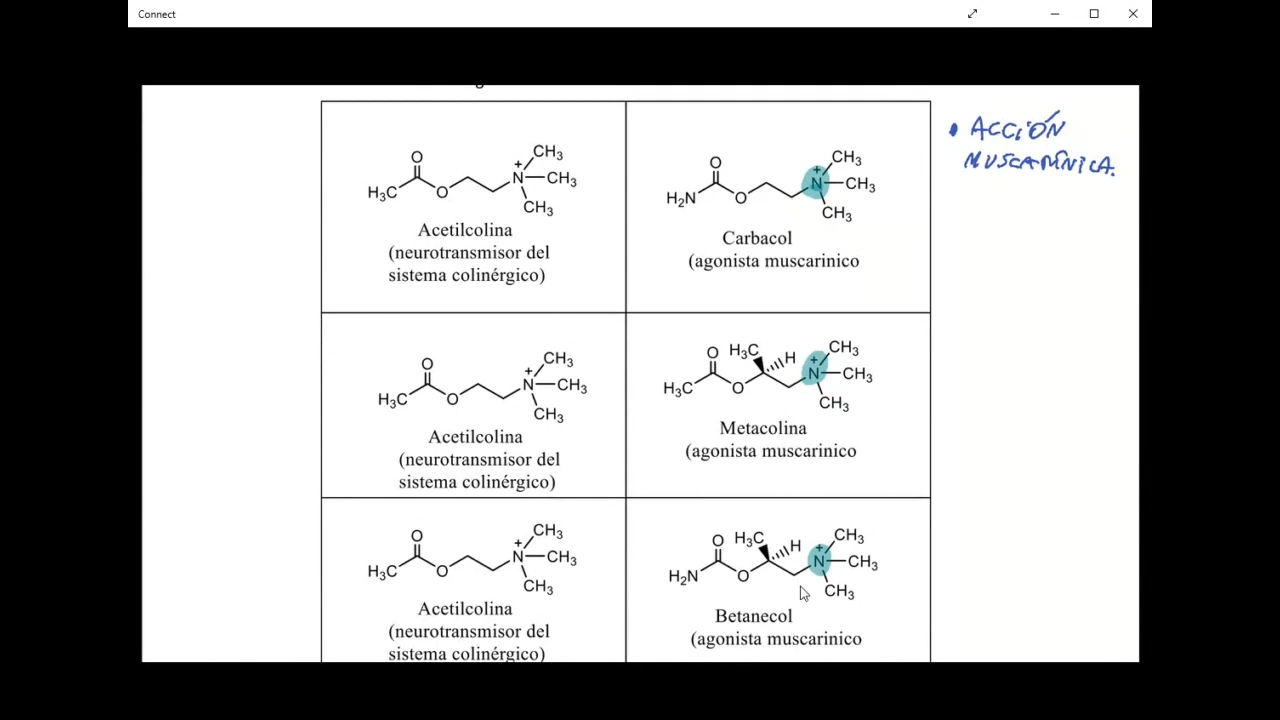 Connect
O
CH3
+
H3C
O
N
CH3
CH3
Acetilcolina
(neurotransmisor del
sistema colinérgico)
O
CH3
+
H2N
O
N
CH3
CH3
Carbacol
(agonista muscarinico
• ACCIÓN
MUSCARÍNICA.
O
CH3
+
H3C
O
N
CH3
CH3
Acetilcolina
(neurotransmisor del
sistema colinérgico)
O
H3C
H
CH3
+
H3C
O
N
CH3
CH3
Metacolina
(agonista muscarinico
O
CH3
+
H3C
O
N
CH3
CH3
Acetilcolina
(neurotransmisor del
sistema colinérgico)
O
H3C
H
CH3
+
H2N
O
N
CH3
CH3
Betanecol
(agonista muscarinico